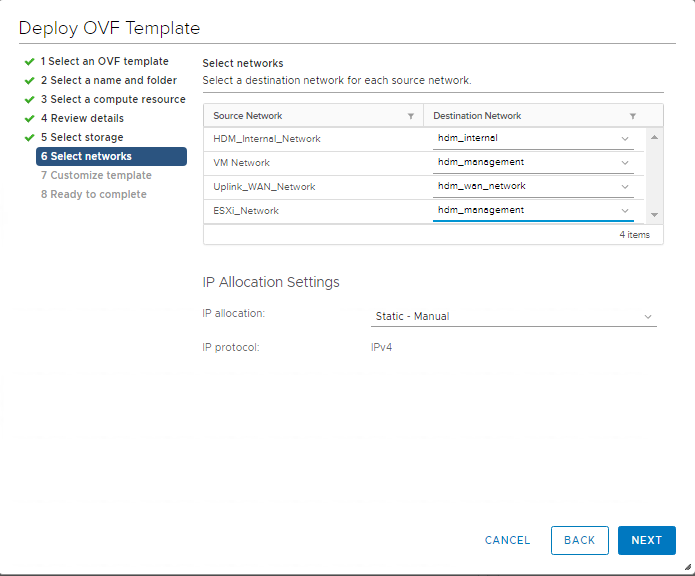 Deploy OVF Template
1 Select an OVF template
2 Select a name and folder
3 Select a compute resource
4 Review details
5 Select storage
6 Select networks
7 Customize template
8 Ready to complete
Select networks
Select a destination network for each source network.
Source Network Destination Network
HDM_Internal_Network hdm_internal
VM Network hdm_management
Uplink_WAN_Network hdm_wan_network
ESXi_Network hdm_management
4 items
IP Allocation Settings
IP allocation: Static - Manual
IP protocol: IPv4
CANCEL BACK NEXT